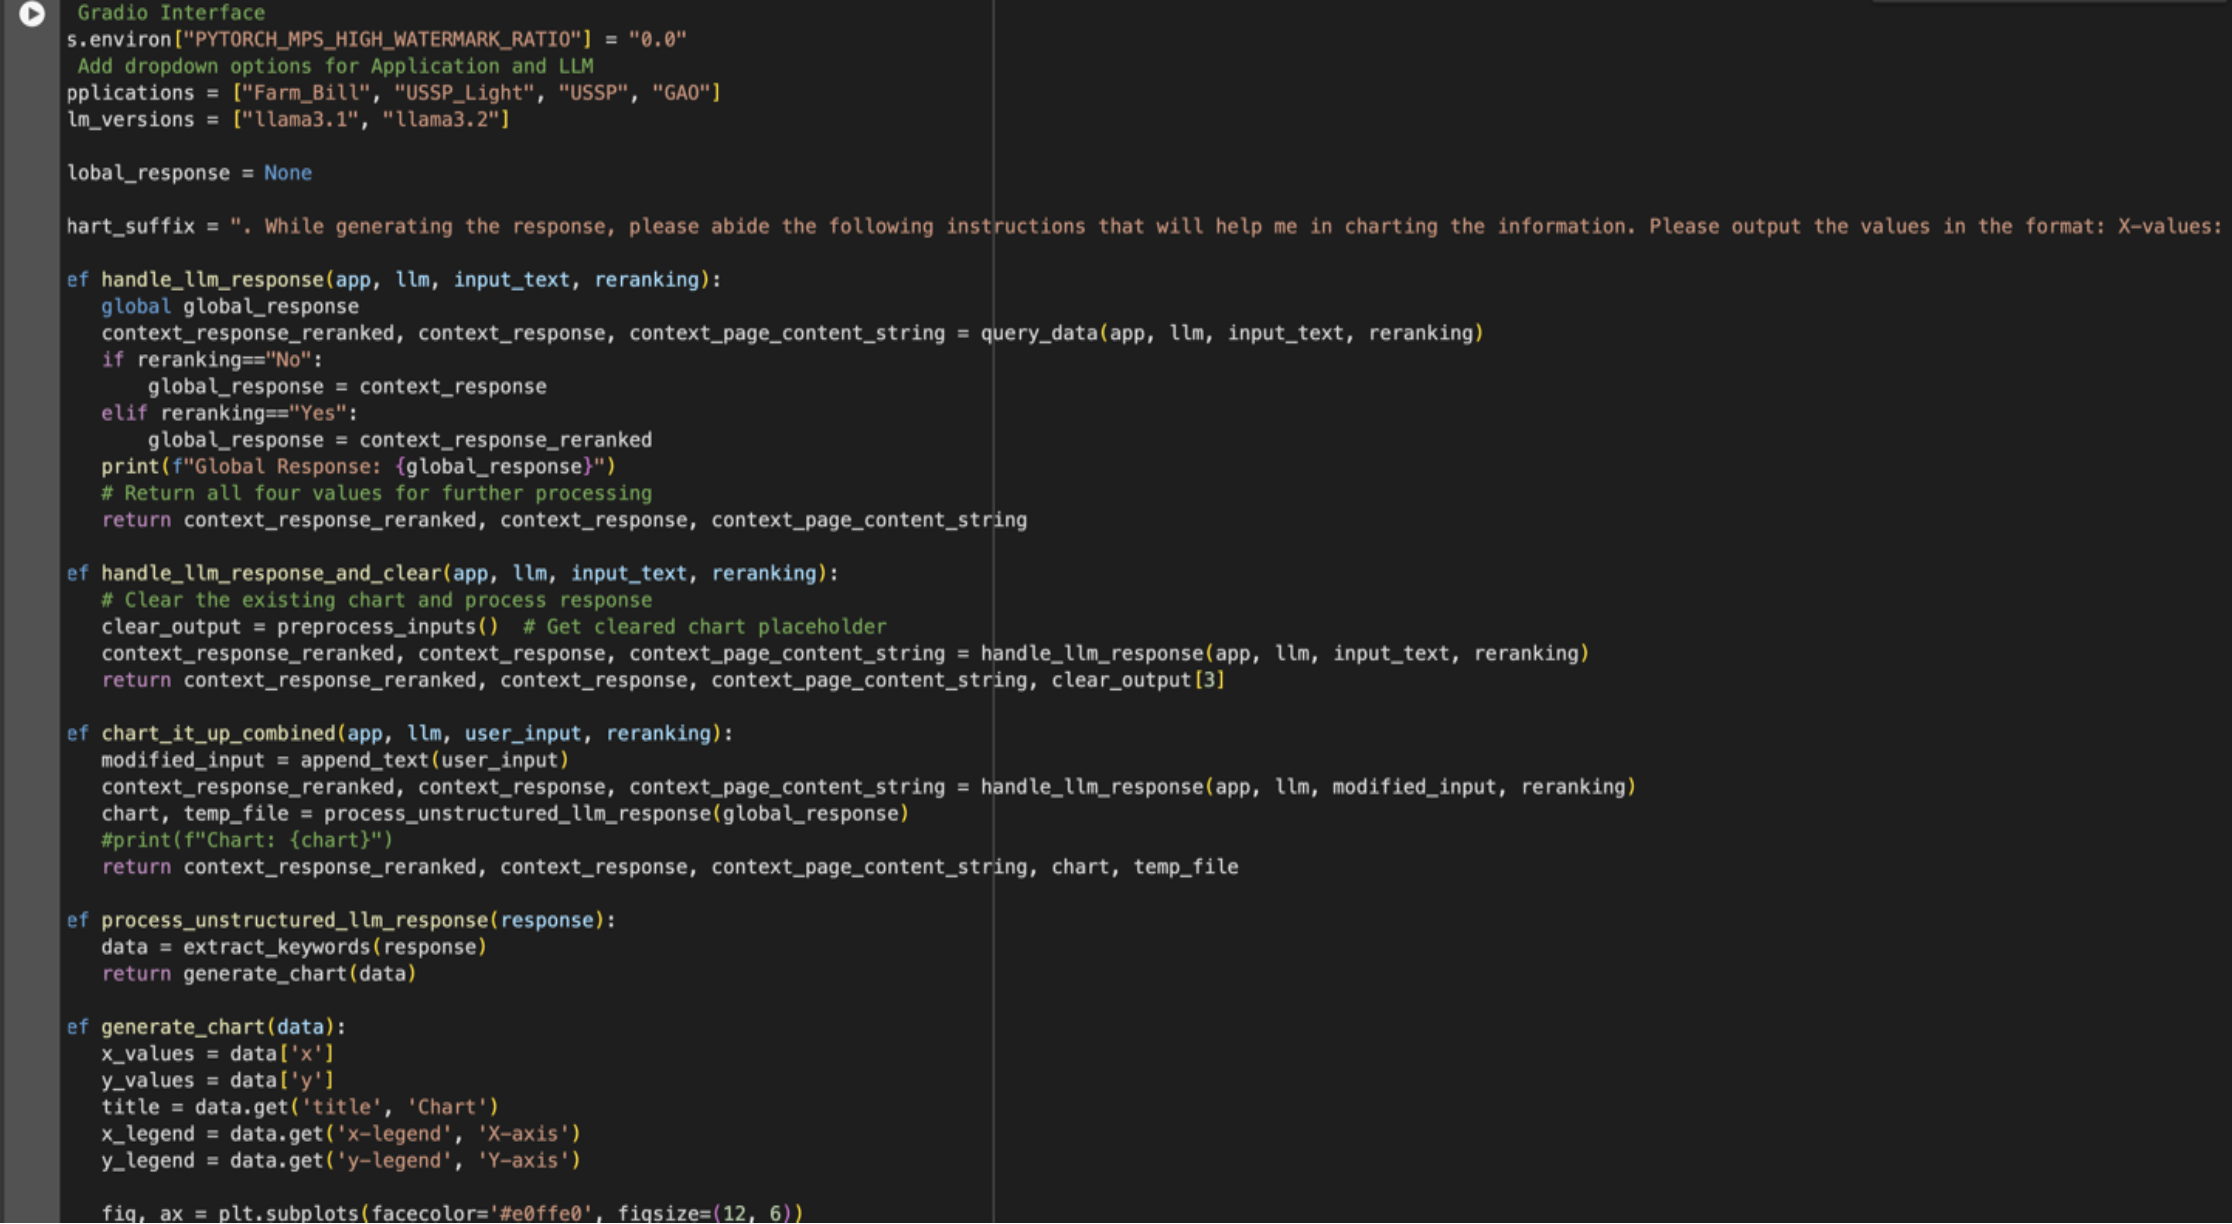 Gradio Interface
s.environ["PYTORCH_MPS_HIGH_WATERMARK_RATIO"] = "0.0"
Add dropdown options for Application and LLM
pplications = ["Farm_Bill", "USSP_Light", "USSP", "GAO"]
lm_versions = ["llama3.1", "llama3.2"]
lobal_response = None
hart_suffix = ". While generating the response, please abide the following instructions that will help me in charting the information. Please output the values in the format: X-values:
ef handle_llm_response(app, llm, input_text, reranking):
global global_response
context_response_reranked, context_response, context_page_content_string = query_data(app, llm, input_text, reranking)
if reranking=="No":
global_response = context_response
elif reranking=="Yes":
global_response = context_response_reranked
print(f"Global Response: {global_response}")
# Return all four values for further processing
return context_response_reranked, context_response, context_page_content_string
ef handle_llm_response_and_clear(app, llm, input_text, reranking):
# Clear the existing chart and process response
clear_output = preprocess_inputs()  # Get cleared chart placeholder
context_response_reranked, context_response, context_page_content_string = handle_llm_response(app, llm, input_text, reranking)
return context_response_reranked, context_response, context_page_content_string, clear_output[3]
ef chart_it_up_combined(app, llm, user_input, reranking):
modified_input = append_text(user_input)
context_response_reranked, context_response, context_page_content_string = handle_llm_response(app, llm, modified_input, reranking)
chart, temp_file = process_unstructured_llm_response(global_response)
#print(f"Chart: {chart}")
return context_response_reranked, context_response, context_page_content_string, chart, temp_file
ef process_unstructured_llm_response(response):
data = extract_keywords(response)
return generate_chart(data)
ef generate_chart(data):
x_values = data['x']
y_values = data['y']
title = data.get('title', 'Chart')
x_legend = data.get('x-legend', 'X-axis')
y_legend = data.get('y-legend', 'Y-axis')
fig, ax = plt.subplots(facecolor='#e0ffe0', figsize=(12, 6))